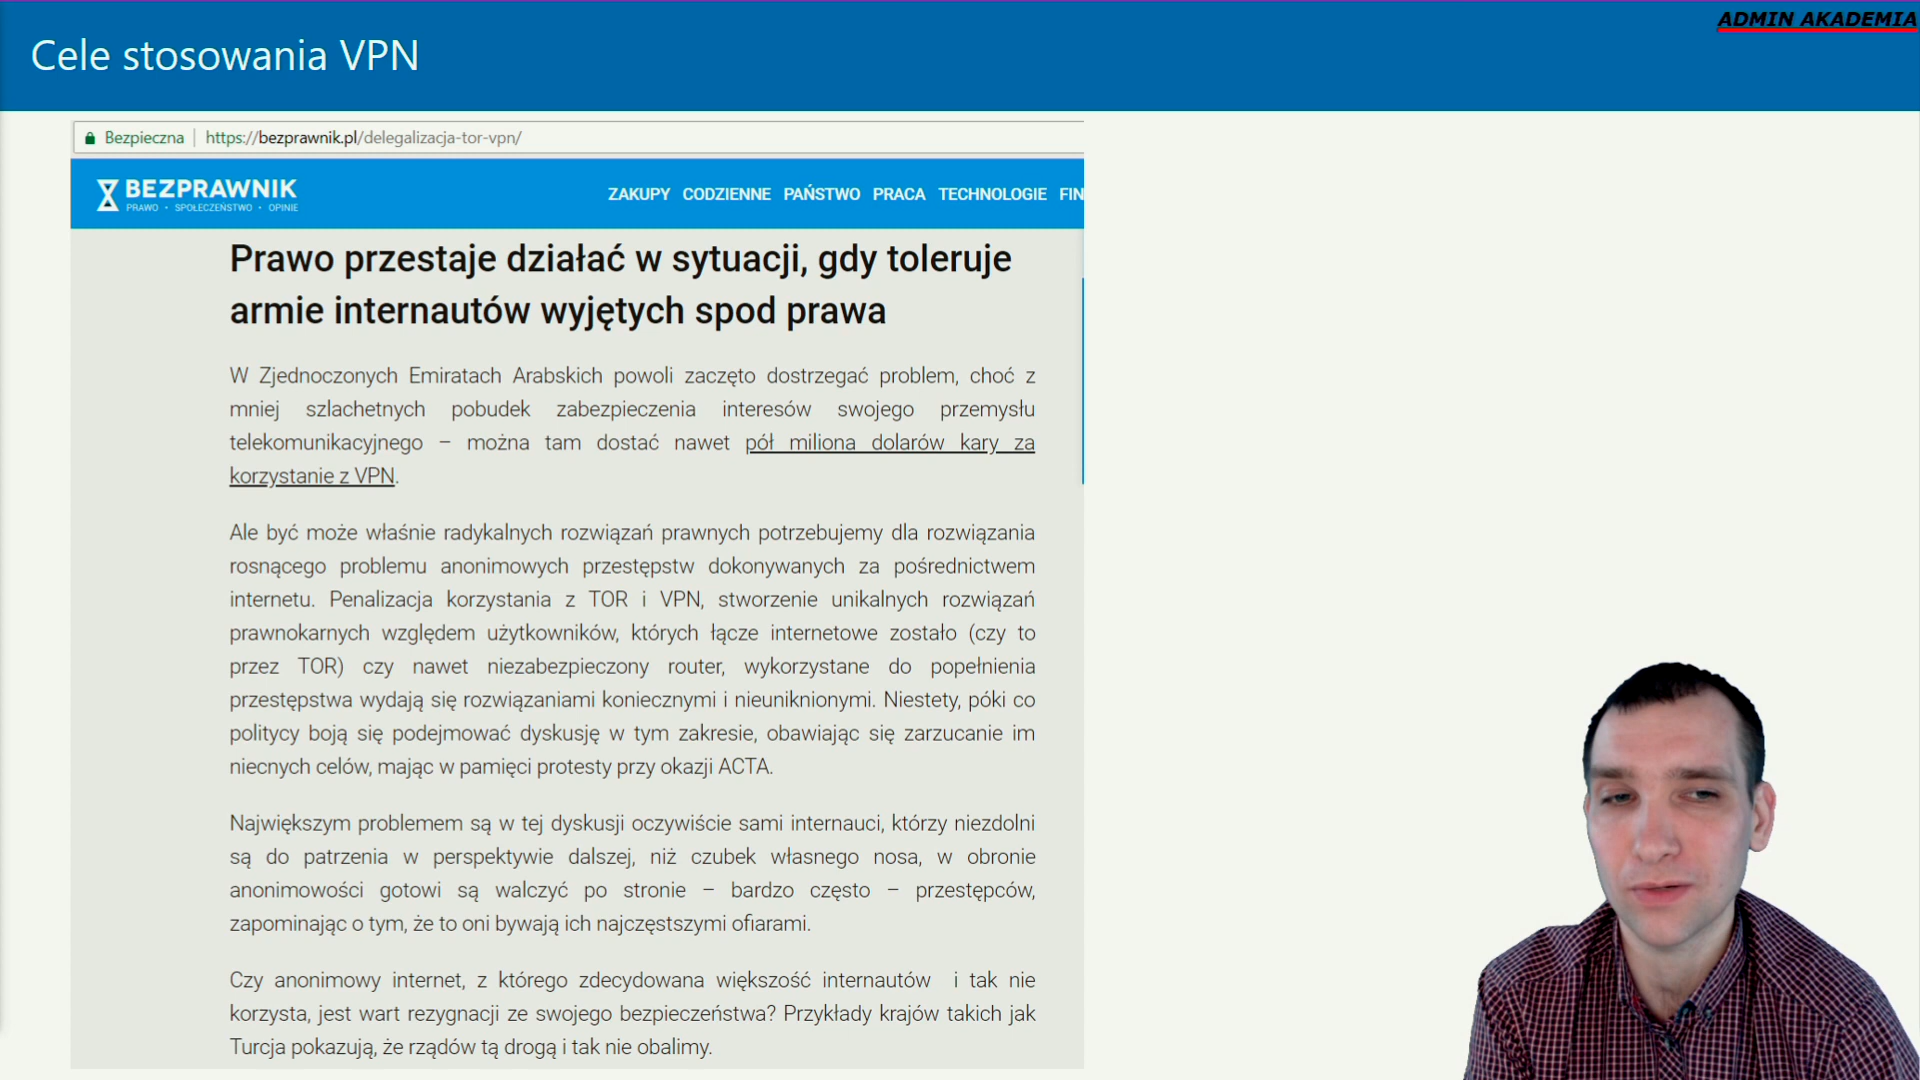 ADMIN AKADEMIA
Cele stosowania VPN
Bezpieczna | https://bezprawnik.pl/delegalizacja-tor-vpn/
BEZPRAWNIK
PRAWO • SPOŁECZEŃSTWO • OPINIE
ZAKUPY CODZIENNE PAŃSTWO PRACA TECHNOLOGIE FIN
Prawo przestaje działać w sytuacji, gdy toleruje
armie internautów wyjętych spod prawa
W Zjednoczonych Emiratach Arabskich powoli zaczęto dostrzegać problem, choć z
mniej szlachetnych pobudek zabezpieczenia interesów swojego przemysłu
telekomunikacyjnego – można tam dostać nawet pół miliona dolarów kary za
korzystanie z VPN.
Ale być może właśnie radykalnych rozwiązań prawnych potrzebujemy dla rozwiązania
rosnącego problemu anonimowych przestępstw dokonywanych za pośrednictwem
internetu. Penalizacja korzystania z TOR i VPN, stworzenie unikalnych rozwiązań
prawnokarnych względem użytkowników, których łącze internetowe zostało (czy to
przez TOR) czy nawet niezabezpieczony router, wykorzystane do popełnienia
przestępstwa wydają się rozwiązaniami koniecznymi i nieuniknionymi. Niestety, póki co
politycy boją się podejmować dyskusję w tym zakresie, obawiając się zarzucanie im
niecnych celów, mając w pamięci protesty przy okazji ACTA.
Największym problemem są w tej dyskusji oczywiście sami internauci, którzy niezdolni
są do patrzenia w perspektywie dalszej, niż czubek własnego nosa, w obronie
anonimowości gotowi są walczyć po stronie – bardzo często – przestępców,
zapominając o tym, że to oni bywają ich najczęstszymi ofiarami.
Czy anonimowy internet, z którego zdecydowana większość internautów i tak nie
korzysta, jest wart rezygnacji ze swojego bezpieczeństwa? Przykłady krajów takich jak
Turcja pokazują, że rządów tą drogą i tak nie obalimy.